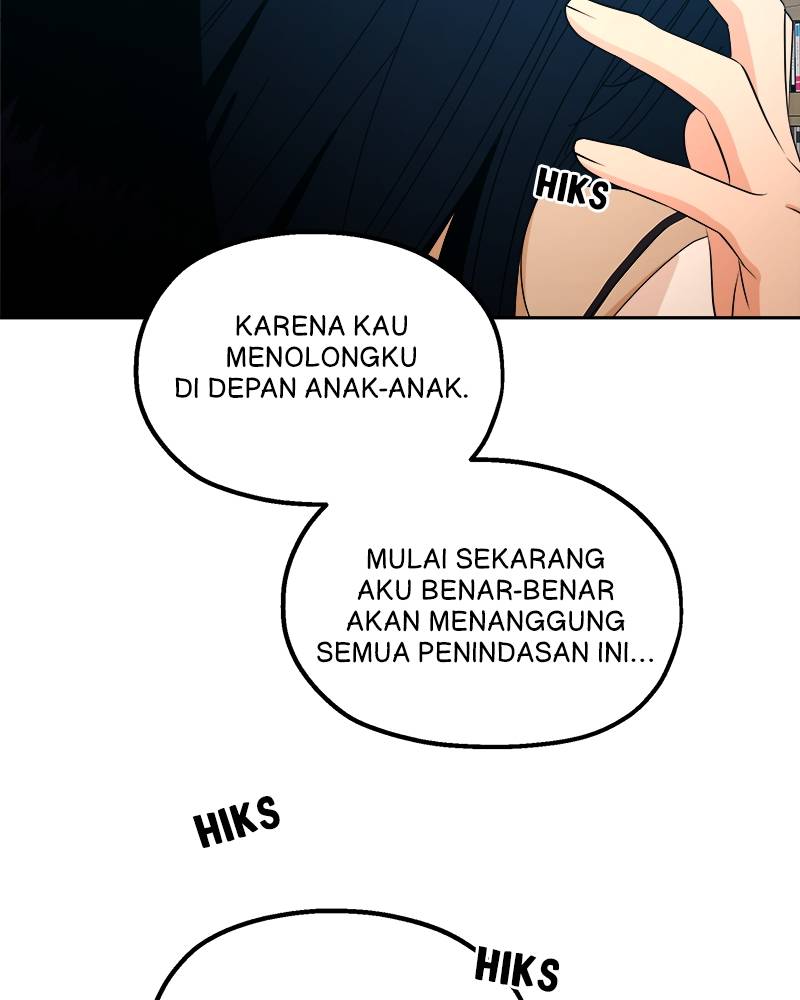 HIKS
KARENA KAU
MENOLONGKU
DI DEPAN ANAK-ANAK.
MULAI SEKARANG
AKU BENAR-BENAR
AKAN MENANGGUNG
SEMUA PENINDASAN INI...
HIKS
HIKS